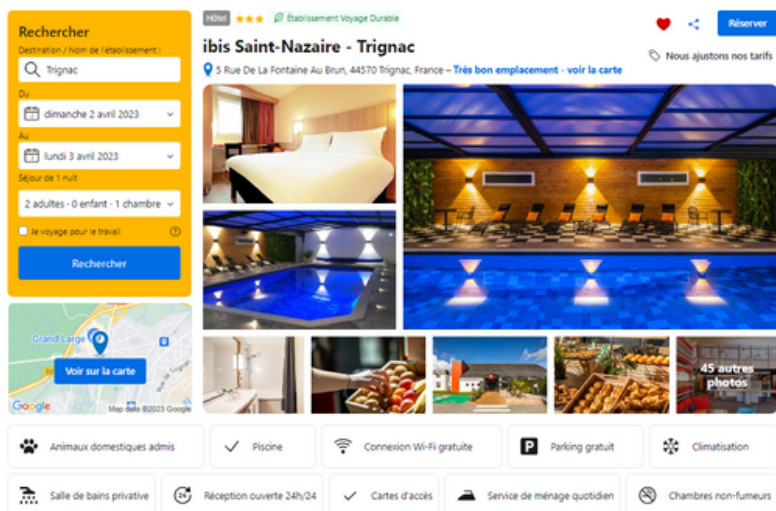 Rechercher
Destination / Nom de l'établissement :
Trignac
Du
dimanche 2 avril 2023
Au
lundi 3 avril 2023
Séjour de 1 nuit
2 adultes - 0 enfant - 1 chambre
Je voyage pour le travail
Rechercher
Grand Large
Voir sur la carte
Rue de Trignac
Google
Map data ©2023 Google
Hôtel
Établissement Voyage Durable
Réserver
ibis Saint-Nazaire - Trignac
Nous ajustons nos tarifs
5 Rue De La Fontaine Au Brun, 44570 Trignac, France – Très bon emplacement - voir la carte
45 autres
photos
Animaux domestiques admis
Piscine
Connexion Wi-Fi gratuite
P
Parking gratuit
Climatisation
Salle de bains privative
24
Réception ouverte 24h/24
Cartes d'accès
Service de ménage quotidien
Chambres non-fumeurs